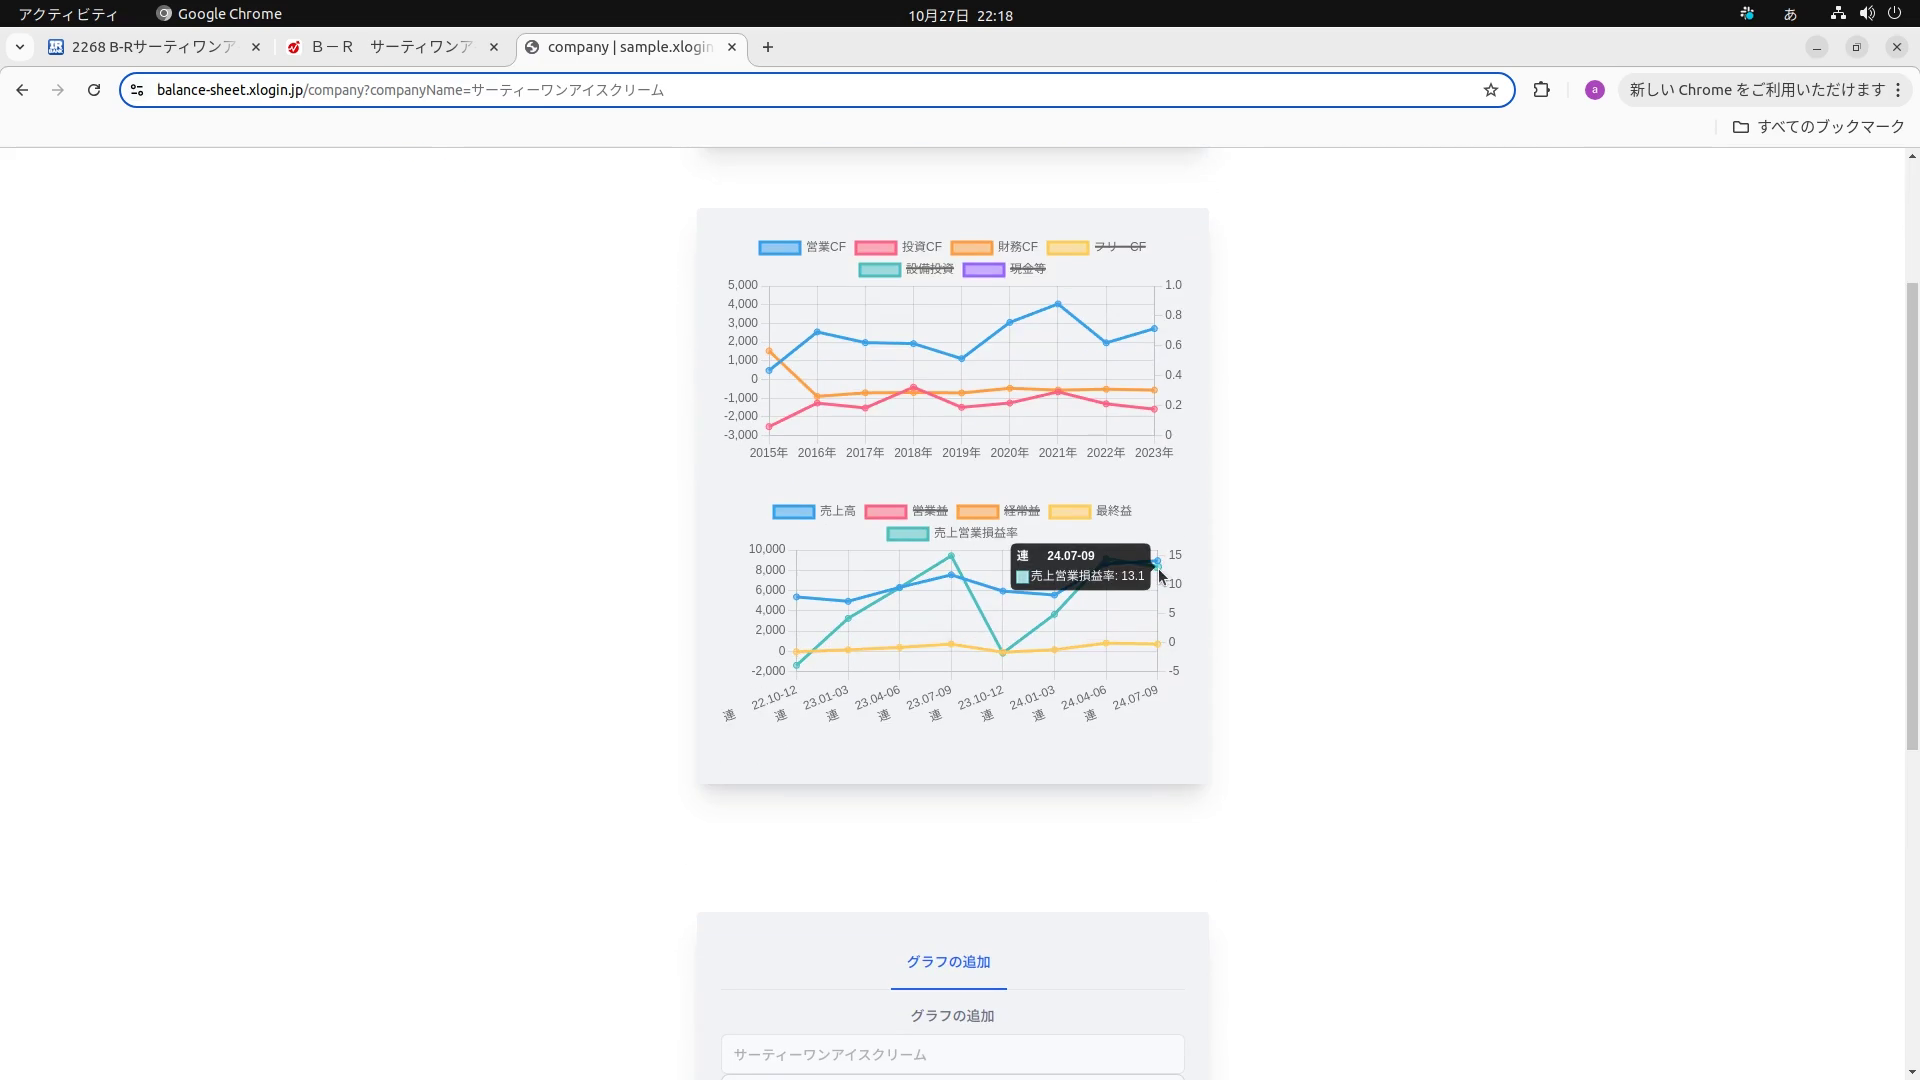 アクティビティ
Google Chrome
10月27日 22:18
あ
2268 B-Rサーティワンア
B－R　サーティワンア
company | sample.xlogin
balance-sheet.xlogin.jp/company?companyName=サーティーワンアイスクリーム
a
新しい Chrome をご利用いただけます
すべてのブックマーク
営業CF 投資CF 財務CF フリーCF
設備投資 現金等
5,000 1.0
4,000 0.8
3,000
2,000 0.6
1,000
0 0.4
-1,000 0.2
-2,000
-3,000 0
2015年 2016年 2017年 2018年 2019年 2020年 2021年 2022年 2023年
売上高 営業益 経常益 最終益
売上営業損益率
連 24.07-09
売上営業損益率: 13.1
10,000 15
8,000 10
6,000
4,000 5
2,000
0 0
-2,000 -5
22.10-12 23.01-03 23.04-06 23.07-09 23.10-12 24.01-03 24.04-06 24.07-09
連 連 連 連 連 連 連 連
グラフの追加
グラフの追加
サーティーワンアイスクリーム